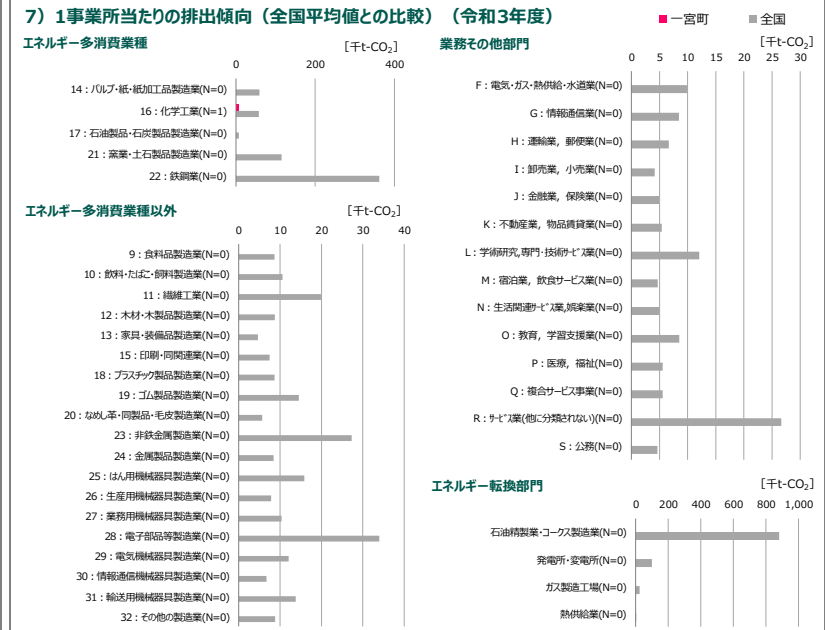 7）1事業所当たりの排出傾向（全国平均値との比較）（令和3年度）
■一宮町 ■全国
エネルギー多消費業種
［千t-CO₂］
0 200 400
14：パルプ・紙・紙加工品製造業(N=0)
16：化学工業(N=1)
17：石油製品・石炭製品製造業(N=0)
21：窯業・土石製品製造業(N=0)
22：鉄鋼業(N=0)
エネルギー多消費業種以外
［千t-CO₂］
0 10 20 30 40
9：食料品製造業(N=0)
10：飲料・たばこ・飼料製造業(N=0)
11：繊維工業(N=0)
12：木材・木製品製造業(N=0)
13：家具・装備品製造業(N=0)
15：印刷・同関連業(N=0)
18：プラスチック製品製造業(N=0)
19：ゴム製品製造業(N=0)
20：なめし革・同製品・毛皮製造業(N=0)
23：非鉄金属製造業(N=0)
24：金属製品製造業(N=0)
25：はん用機械器具製造業(N=0)
26：生産用機械器具製造業(N=0)
27：業務用機械器具製造業(N=0)
28：電子部品等製造業(N=0)
29：電気機械器具製造業(N=0)
30：情報通信機械器具製造業(N=0)
31：輸送用機械器具製造業(N=0)
32：その他の製造業(N=0)
業務その他部門
［千t-CO₂］
0 5 10 15 20 25 30
F：電気・ガス・熱供給・水道業(N=0)
G：情報通信業(N=0)
H：運輸業，郵便業(N=0)
I：卸売業，小売業(N=0)
J：金融業，保険業(N=0)
K：不動産業，物品賃貸業(N=0)
L：学術研究,専門・技術ｻｰﾋﾞｽ業(N=0)
M：宿泊業，飲食サービス業(N=0)
N：生活関連ｻｰﾋﾞｽ業,娯楽業(N=0)
O：教育，学習支援業(N=0)
P：医療，福祉(N=0)
Q：複合サービス事業(N=0)
R：ｻｰﾋﾞｽ業(他に分類されない)(N=0)
S：公務(N=0)
エネルギー転換部門
［千t-CO₂］
0 200 400 600 800 1,000
石油精製業・コークス製造業(N=0)
発電所・変電所(N=0)
ガス製造工場(N=0)
熱供給業(N=0)